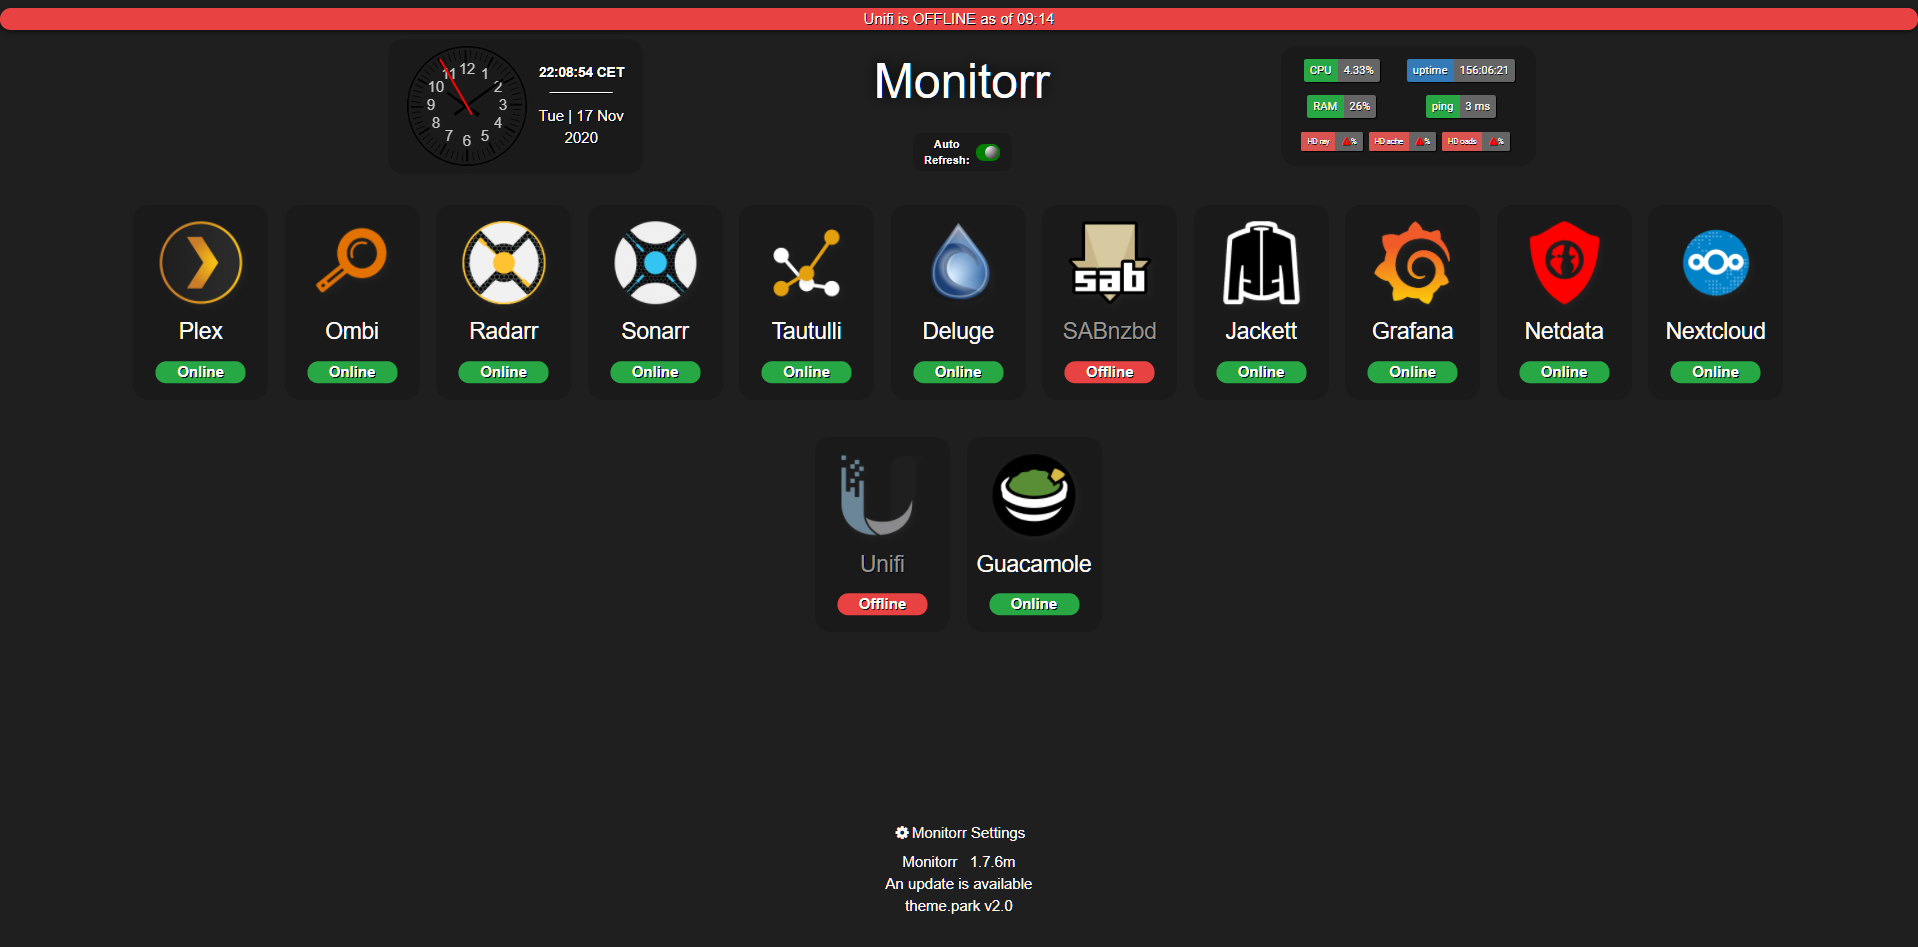 Unifi is OFFLINE as of 09:14
12
1
2
3
4
5
6
7
8
9
10
11
22:08:54 CET
Tue | 17 Nov
2020
Monitorr
Auto
Refresh:
CPU 4.33%
uptime 156:06:21
RAM 26%
ping 3 ms
HD ray %
HD ache %
HD oads %
Plex
Online
Ombi
Online
Radarr
Online
Sonarr
Online
Tautulli
Online
Deluge
Online
sab
SABnzbd
Offline
Jackett
Online
Grafana
Online
Netdata
Online
Nextcloud
Online
Unifi
Offline
Guacamole
Online
Monitorr Settings
Monitorr 1.7.6m
An update is available
theme.park v2.0